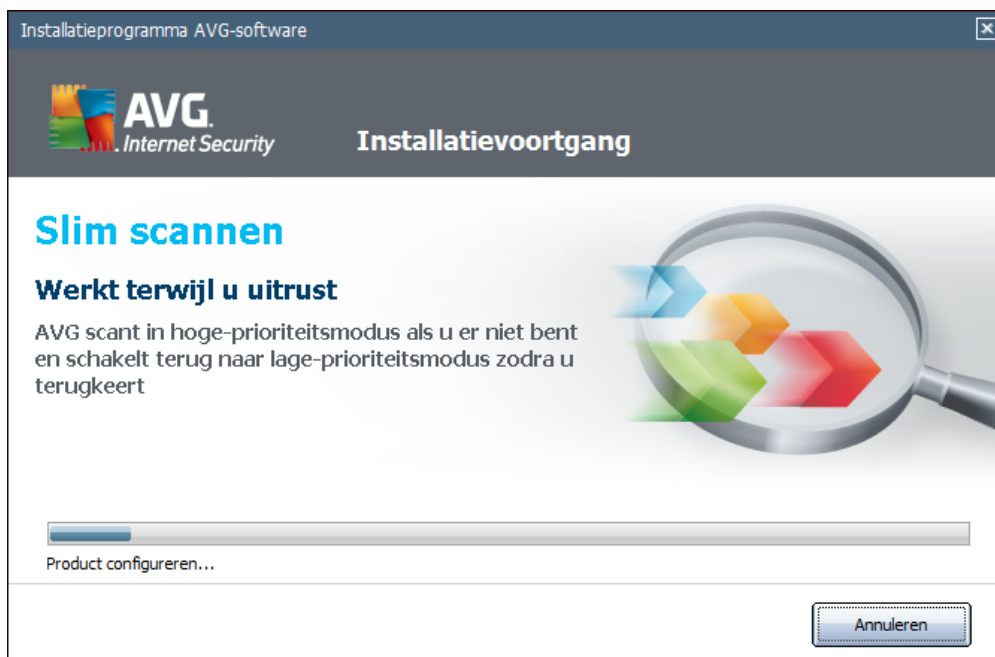 Installatieprogramma AVG-software
AVG.
Internet Security
Installatievoortgang
Slim scannen
Werkt terwijl u uitrust
AVG scant in hoge-prioriteitsmodus als u er niet bent
en schakelt terug naar lage-prioriteitsmodus zodra u
terugkeert
Product configureren...
Annuleren